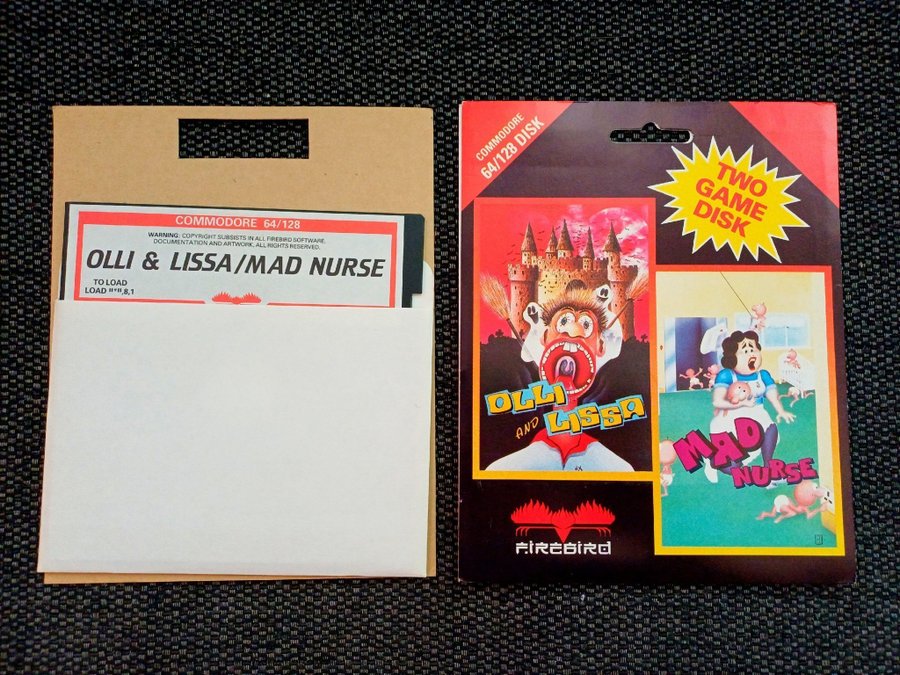 COMMODORE 64/128
WARNING: COPYRIGHT SUBSISTS IN ALL FIREBIRD SOFTWARE,
DOCUMENTATION AND ARTWORK, ALL RIGHTS RESERVED.
OLLI & LISSA/MAD NURSE
TO LOAD
LOAD "*",8,1
COMMODORE
64/128 DISK
TWO
GAME
DISK
OLLI
AND LISSA
MAD
NURSE
FIREBIRD